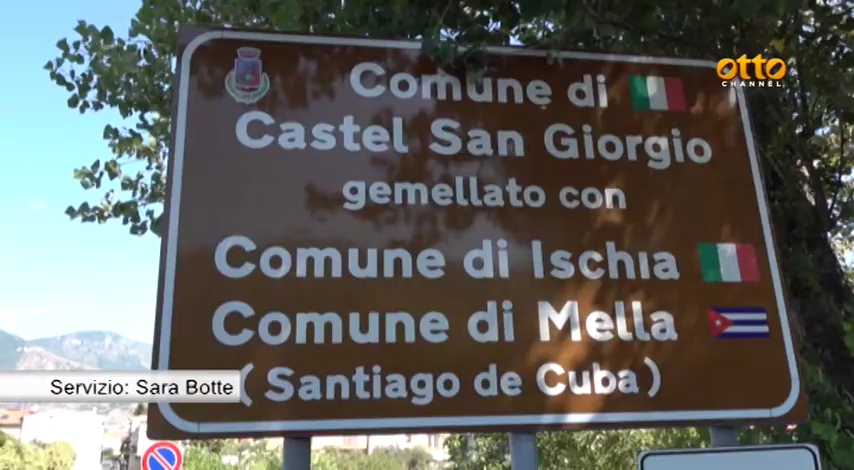 otto
CHANNEL
Comune di
Castel San Giorgio
gemellato con
Comune di Ischia
Comune di Mella
(Santiago de Cuba)
Servizio: Sara Botte